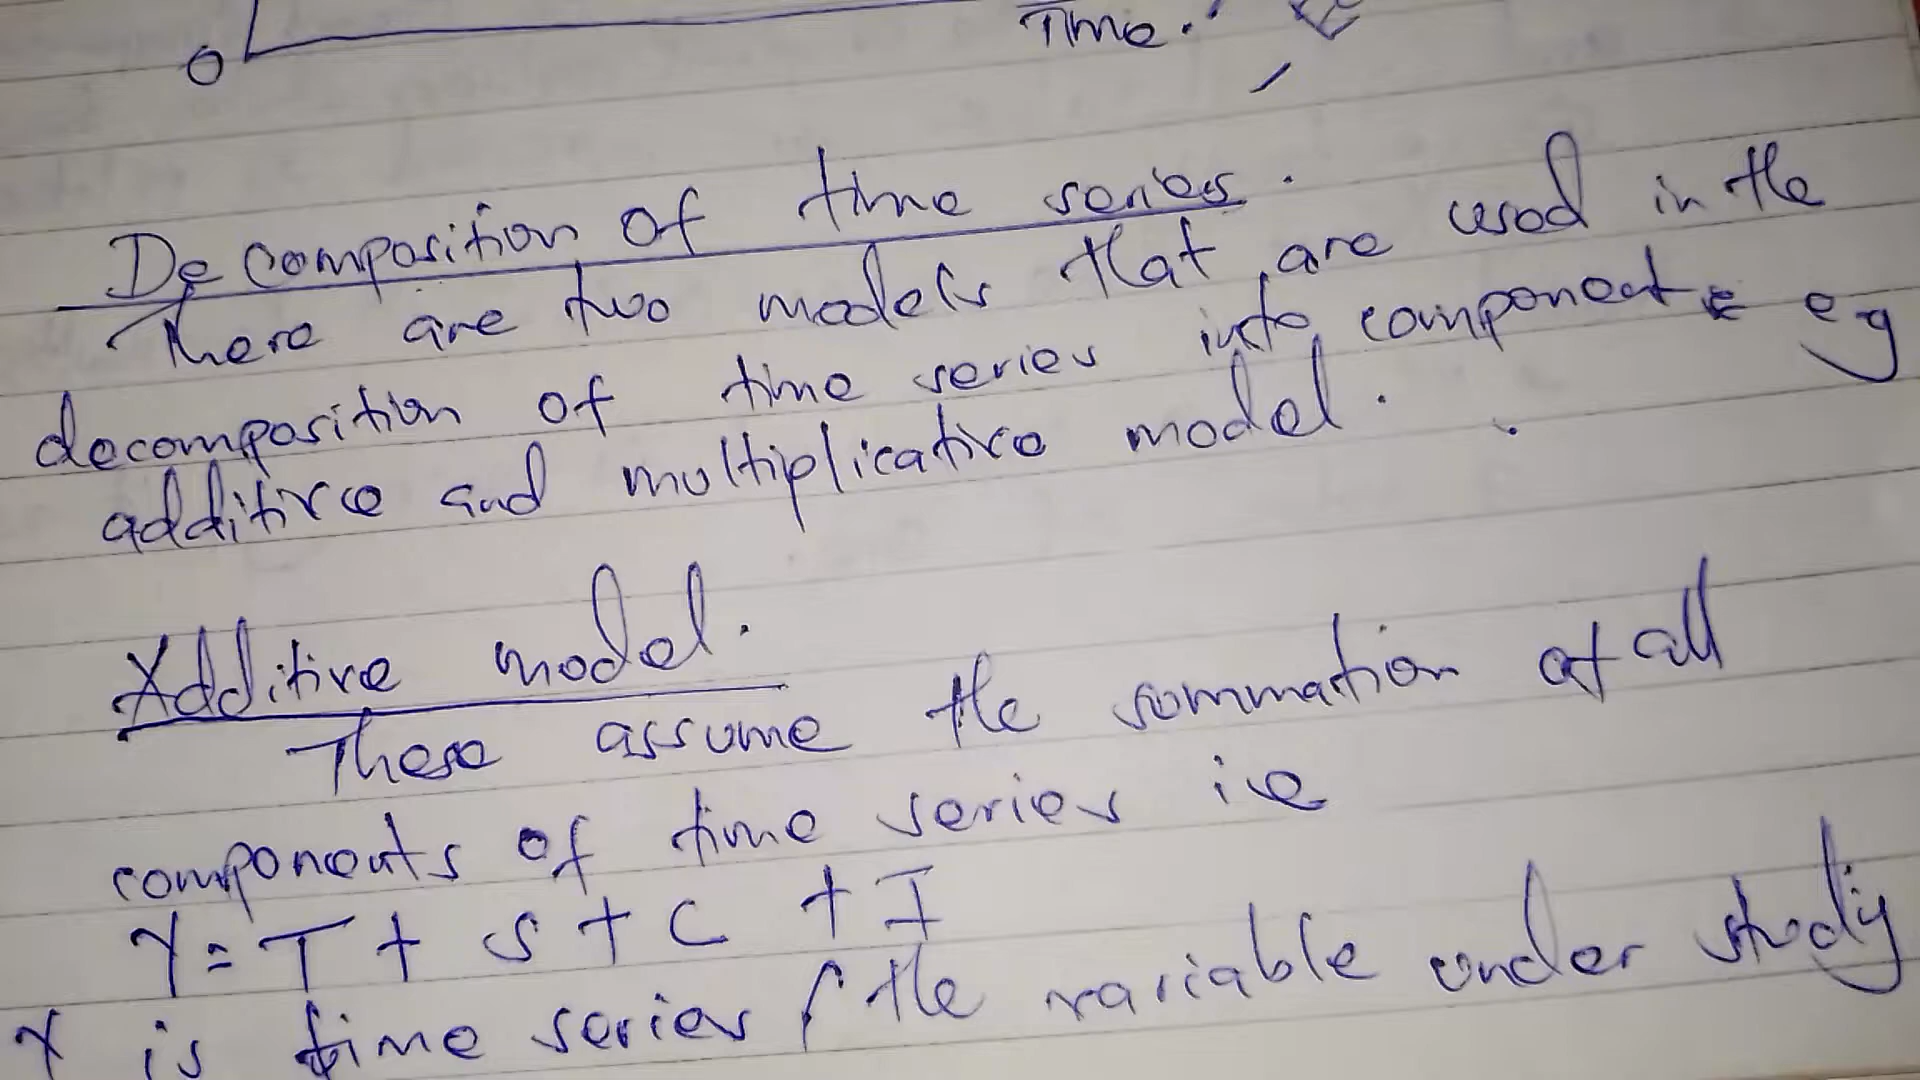 0
Time.
Decomposition of time series.
There are two models that are used in the
decomposition of time series into components eg
additive and multiplicative model.
Additive model.
These assume the summation of all
components of time series ie
Y = T + S + C + I
Y is time series / the variable under study